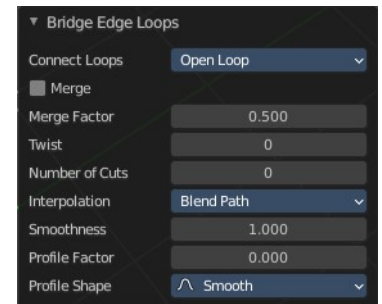 Bridge Edge Loops
Connect Loops Open Loop
Merge
Merge Factor 0.500
Twist 0
Number of Cuts 0
Interpolation Blend Path
Smoothness 1.000
Profile Factor 0.000
Profile Shape Smooth